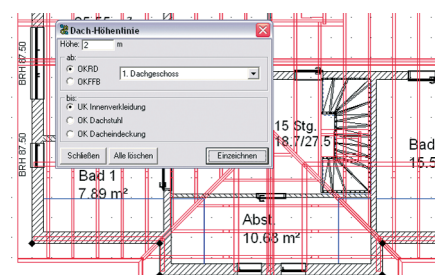 Dach-Höhenlinie
Höhe: 2 m
ab:
OKRD
OKFFB
1. Dachgeschoss
bis:
UK Innenverkleidung
OK Dachstuhl
OK Dacheindeckung
Schließen Alle löschen Einzeichnen
BRH 87.50
BRH 87.50
15 Stg.
18.7/27.5
Bad
15.5
Bad 1
7.89 m²
Abst.
10.63 m²